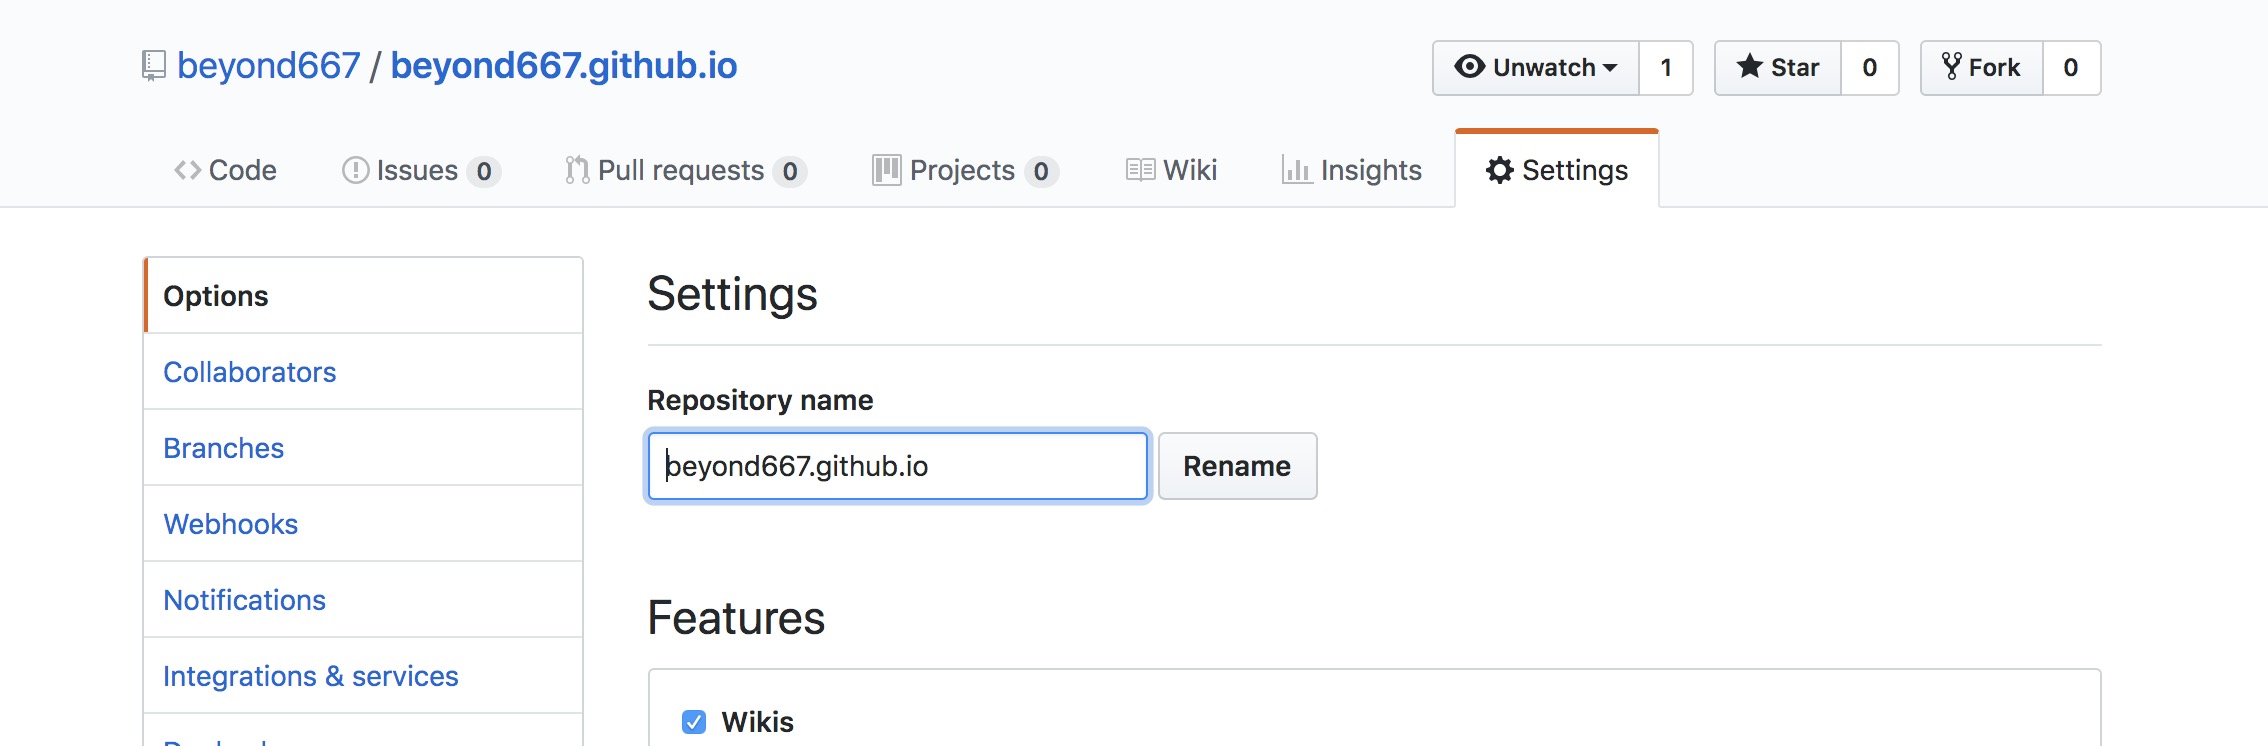 beyond667 / beyond667.github.io
Unwatch 1 Star 0 Fork 0
Code Issues 0 Pull requests 0 Projects 0 Wiki Insights Settings
Options
Collaborators
Branches
Webhooks
Notifications
Integrations & services
Settings
Repository name
beyond667.github.io Rename
Features
Wikis